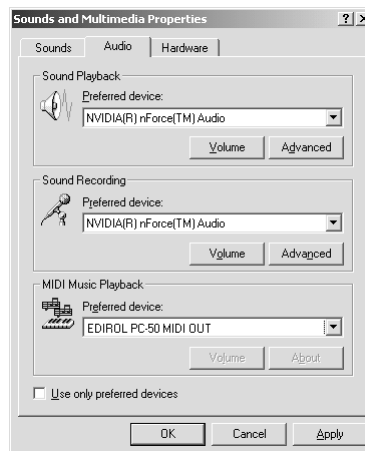 Sounds and Multimedia Properties ? ×
Sounds Audio Hardware
Sound Playback
Preferred device:
NVIDIA(R) nForce(TM) Audio
Volume Advanced
Sound Recording
Preferred device:
NVIDIA(R) nForce(TM) Audio
Volume Advanced
MIDI Music Playback
Preferred device:
EDIROL PC-50 MIDI OUT
Volume About
Use only preferred devices
OK Cancel Apply